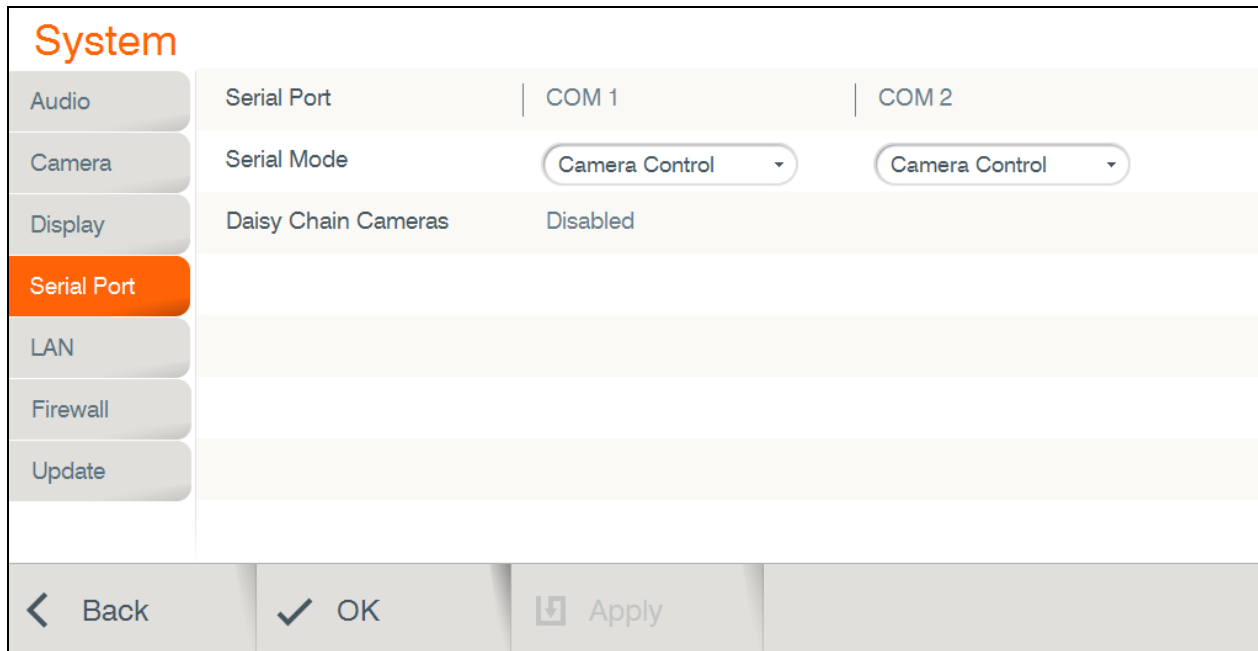 System
Audio
Serial Port COM 1 COM 2
Camera
Serial Mode Camera Control Camera Control
Display
Daisy Chain Cameras Disabled
Serial Port
LAN
Firewall
Update
Back OK Apply